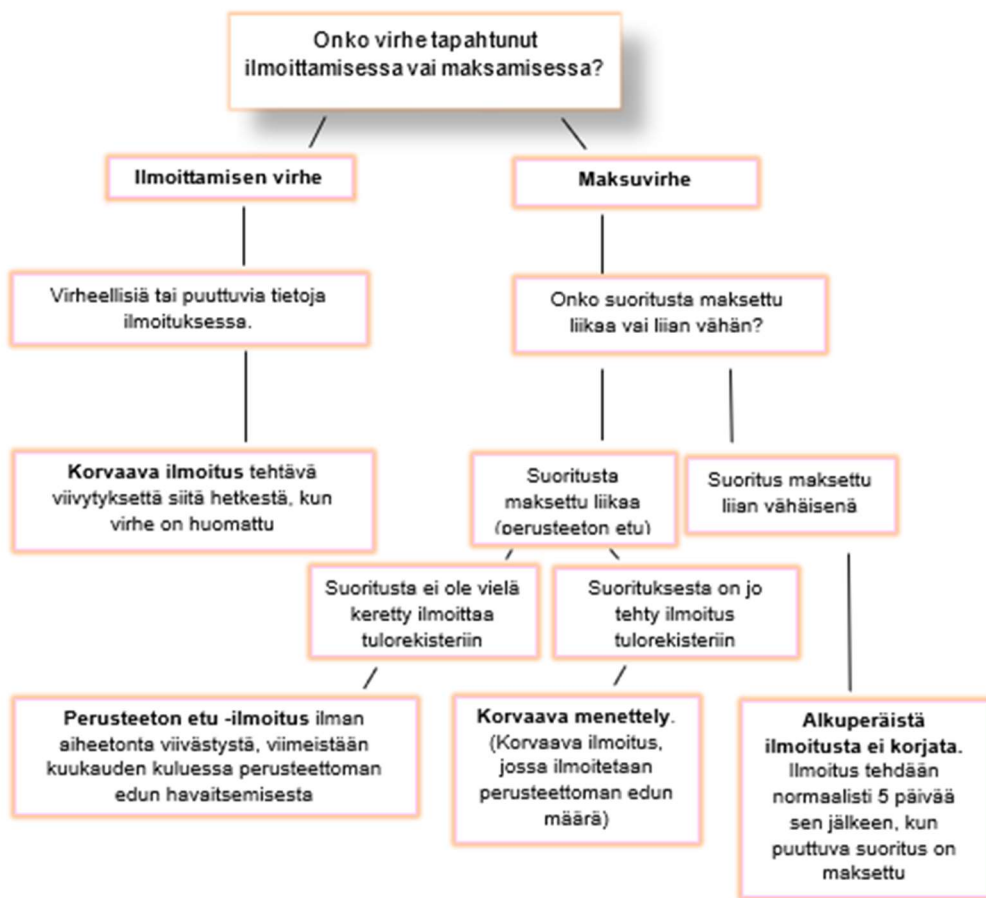 Onko virhe tapahtunut
ilmoittamisessa vai maksamisessa?
Ilmoittamisen virhe
Maksuvirhe
Virheellisiä tai puuttuvia tietoja
ilmoituksessa.
Onko suoritusta maksettu
liikaa vai liian vähän?
Korvaava ilmoitus tehtävä
viivytyksettä siitä hetkestä, kun
virhe on huomattu
Suoritusta
maksettu liikaa
(perusteeton etu)
Suoritus maksettu
liian vähäisenä
Suoritusta ei ole vielä
keretty ilmoittaa
tulorekisteriin
Suorituksesta on jo
tehty ilmoitus
tulorekisteriin
Perusteeton etu -ilmoitus ilman
aiheetonta viivästystä, viimeistään
kuukauden kuluessa perusteettoman
edun havaitsemisesta
Korvaava menettely.
(Korvaava ilmoitus,
jossa ilmoitetaan
perusteettoman edun
määrä)
Alkuperäistä
ilmoitusta ei korjata.
Ilmoitus tehdään
normaalisti 5 päivää
sen jälkeen, kun
puuttuva suoritus on
maksettu